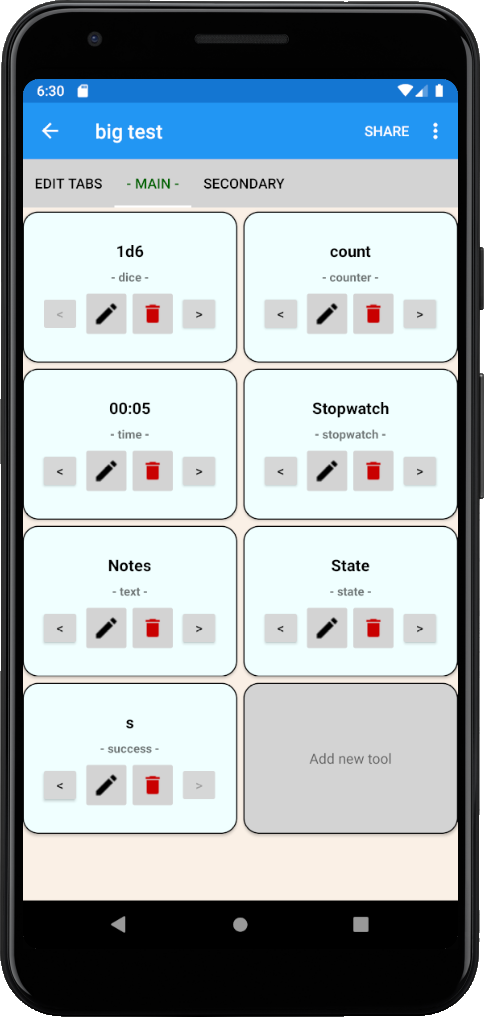 6:30
big test
SHARE
EDIT TABS
- MAIN -
SECONDARY
1d6
- dice -
<
>
count
- counter -
<
>
00:05
- time -
<
>
Stopwatch
- stopwatch -
<
>
Notes
- text -
<
>
State
- state -
<
>
s
- success -
<
>
Add new tool